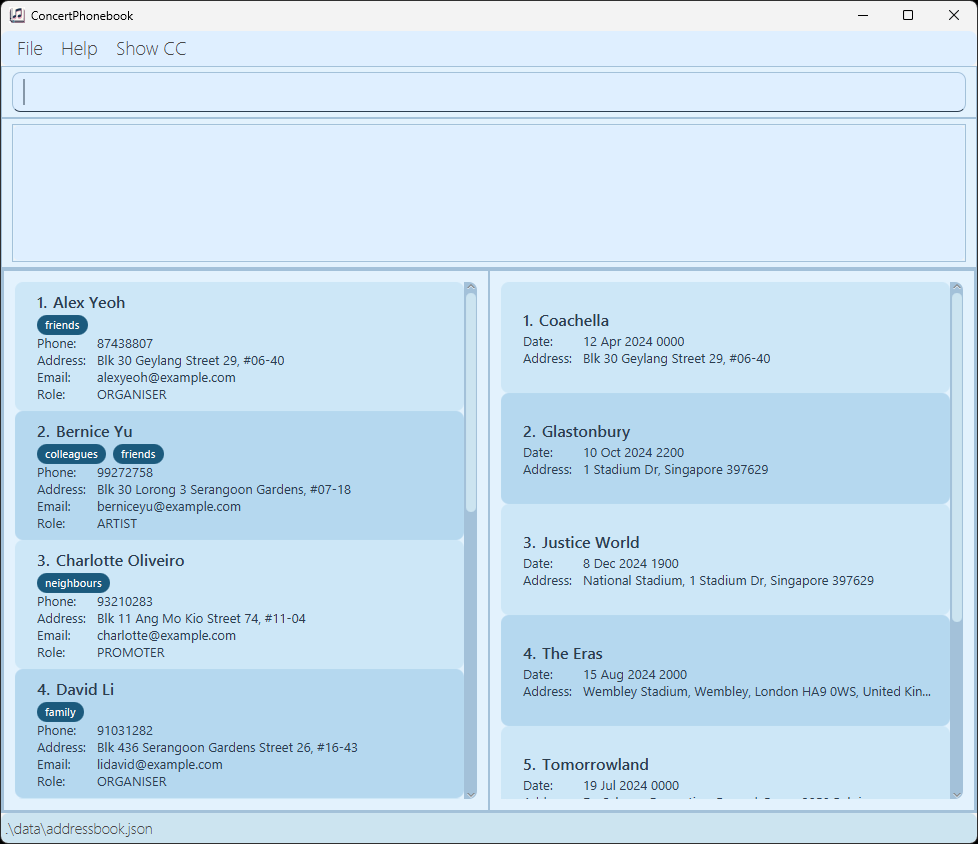 ConcertPhonebook
File Help Show CC
1. Alex Yeoh
friends
Phone: 87438807
Address: Blk 30 Geylang Street 29, #06-40
Email: alexyeoh@example.com
Role: ORGANISER
2. Bernice Yu
colleagues friends
Phone: 99272758
Address: Blk 30 Lorong 3 Serangoon Gardens, #07-18
Email: berniceyu@example.com
Role: ARTIST
3. Charlotte Oliveiro
neighbours
Phone: 93210283
Address: Blk 11 Ang Mo Kio Street 74, #11-04
Email: charlotte@example.com
Role: PROMOTER
4. David Li
family
Phone: 91031282
Address: Blk 436 Serangoon Gardens Street 26, #16-43
Email: lidavid@example.com
Role: ORGANISER
1. Coachella
Date: 12 Apr 2024 0000
Address: Blk 30 Geylang Street 29, #06-40
2. Glastonbury
Date: 10 Oct 2024 2200
Address: 1 Stadium Dr, Singapore 397629
3. Justice World
Date: 8 Dec 2024 1900
Address: National Stadium, 1 Stadium Dr, Singapore 397629
4. The Eras
Date: 15 Aug 2024 2000
Address: Wembley Stadium, Wembley, London HA9 0WS, United Kin...
5. Tomorrowland
Date: 19 Jul 2024 0000
.\data\addressbook.json